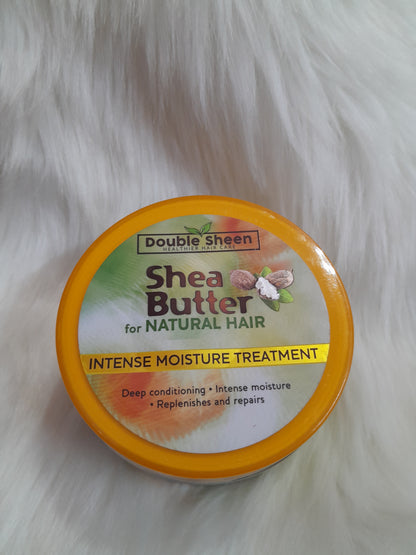 Double Sheen
HEALTHIER HAIR CARE
Shea
Butter
for NATURAL HAIR
INTENSE MOISTURE TREATMENT
Deep conditioning • Intense moisture
• Replenishes and repairs